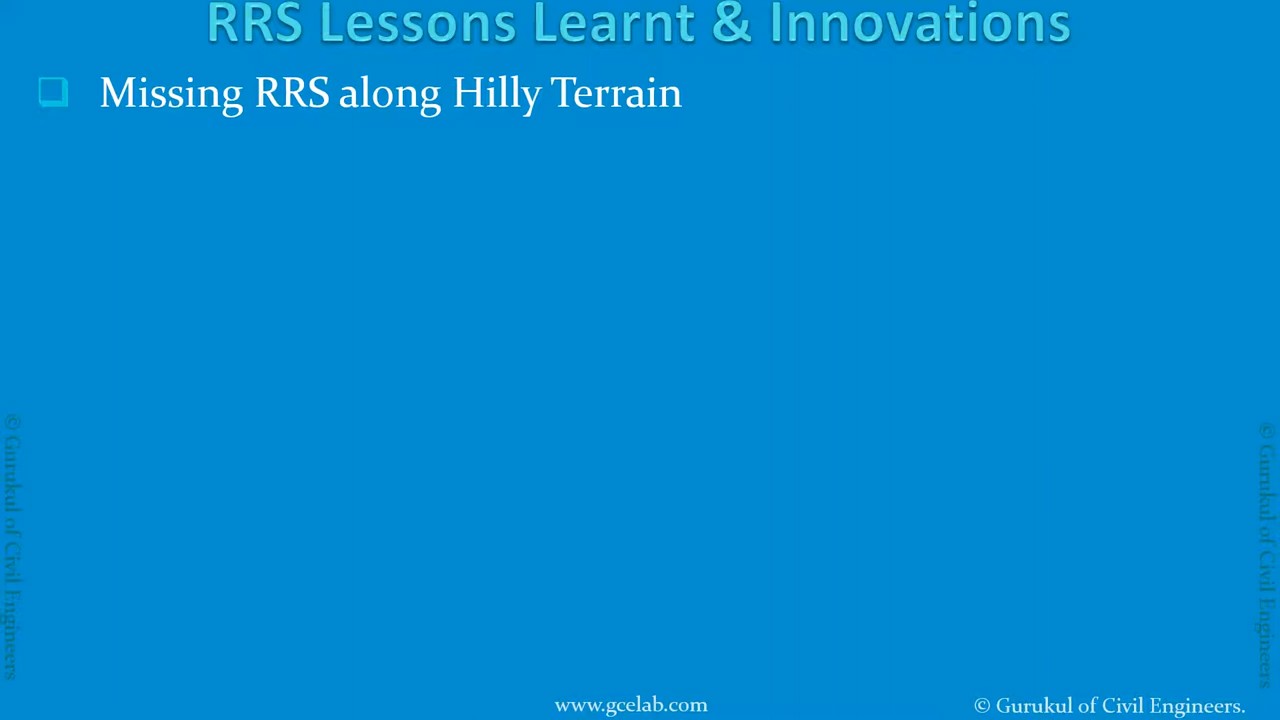 RRS Lessons Learnt & Innovations
Missing RRS along Hilly Terrain
© Gurukul of Civil Engineers
© Gurukul of Civil Engineers
www.gcelab.com
© Gurukul of Civil Engineers.